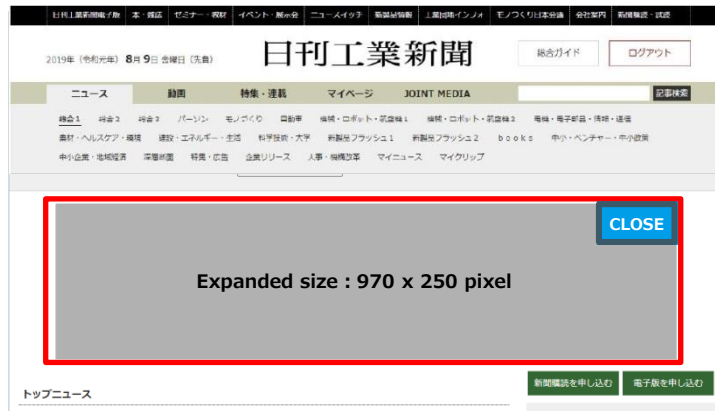 日刊工業新聞電子版 本・雑誌 セミナー・教材 イベント・展示会 ニュースイッチ 新製品情報 工業団地インフォ モノづくり日本会議 会社案内 新聞購読・試読
2019年（令和元年）8月9日 金曜日（先負） 日刊工業新聞 総合ガイド ログアウト
ニュース 動画 特集・連載 マイページ JOINT MEDIA 記事検索
総合1 総合2 総合3 パーソン モノづくり 自動車 機械・ロボット・航空機1 機械・ロボット・航空機2 電機・電子部品・情報・通信
素材・ヘルスケア・環境 建設・エネルギー・生活 科学技術・大学 新製品フラッシュ1 新製品フラッシュ2 books 中小・ベンチャー・中小政策
中小企業・地域経済 深層断面 特集・広告 企業リリース 人事・機構改革 マイニュース マイクリップ
CLOSE
Expanded size : 970 x 250 pixel
新聞購読を申し込む 電子版を申し込む
トップニュース